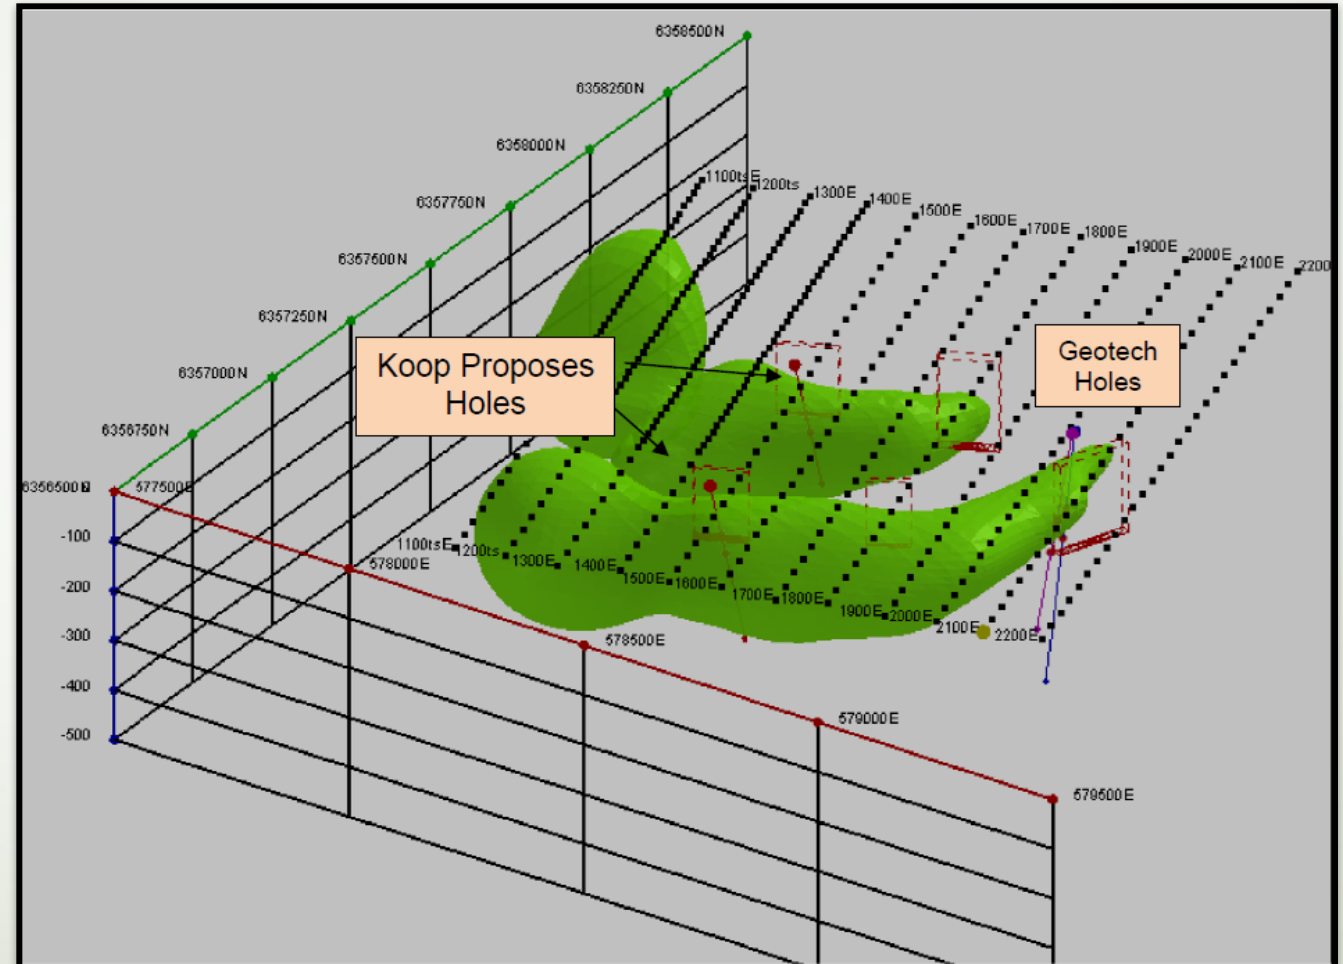 6358500N
6358250N
6358000N
6357750N
6357500N
6357250N
6357000N
6356750N
6356500N
577500E
578000E
578500E
579000E
579500E
-100
-200
-300
-400
-500
1100tsE
1200ts
1300E
1400E
1500E
1600E
1700E
1800E
1900E
2000E
2100E
2200
Koop Proposes
Holes
Geotech
Holes
1100tsE
1200ts
1300E
1400E
1500E
1600E
1700E
1800E
1900E
2000E
2100E
2200E